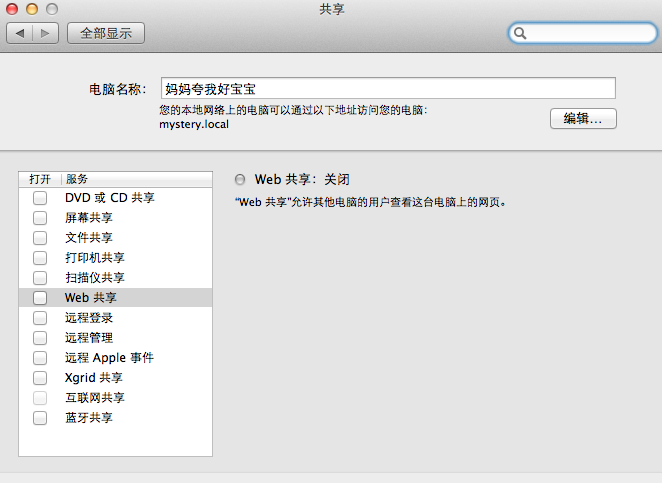 共享
全部显示
电脑名称：
妈妈夸我好宝宝
您的本地网络上的电脑可以通过以下地址访问您的电脑：
mystery.local
编辑...
打开 服务
DVD 或 CD 共享
屏幕共享
文件共享
打印机共享
扫描仪共享
Web 共享
远程登录
远程管理
远程 Apple 事件
Xgrid 共享
互联网共享
蓝牙共享
Web 共享：关闭
“Web 共享”允许其他电脑的用户查看这台电脑上的网页。